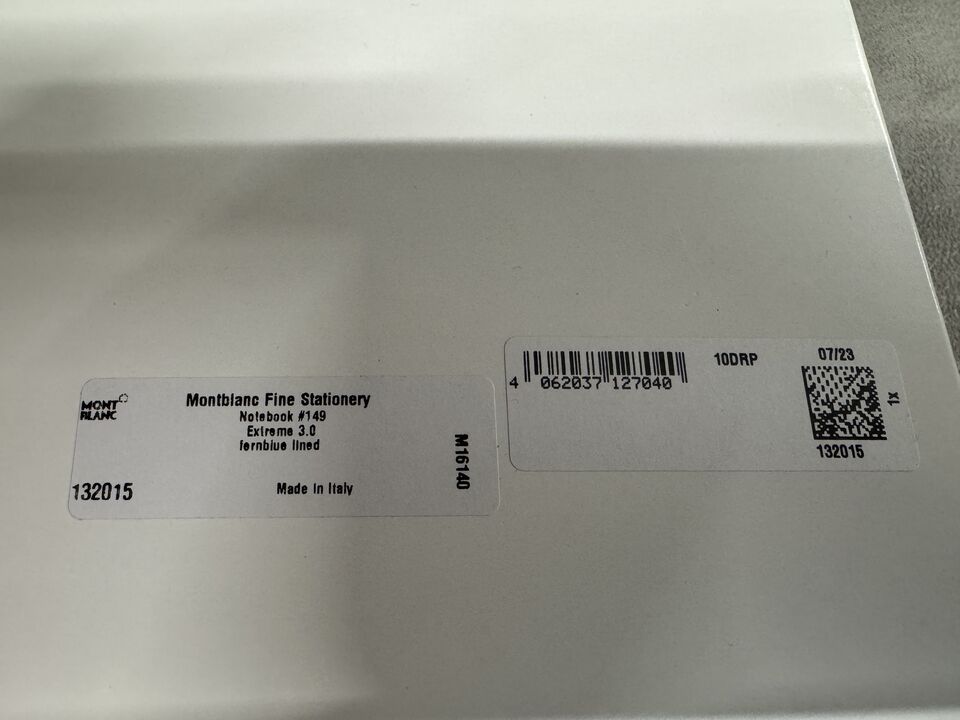 MONT
BLANC
Montblanc Fine Stationery
Notebook #149
Extreme 3.0
fernblue lined
132015
Made in Italy
M16140
4 062037 127040
10DRP
07/23
1x
132015